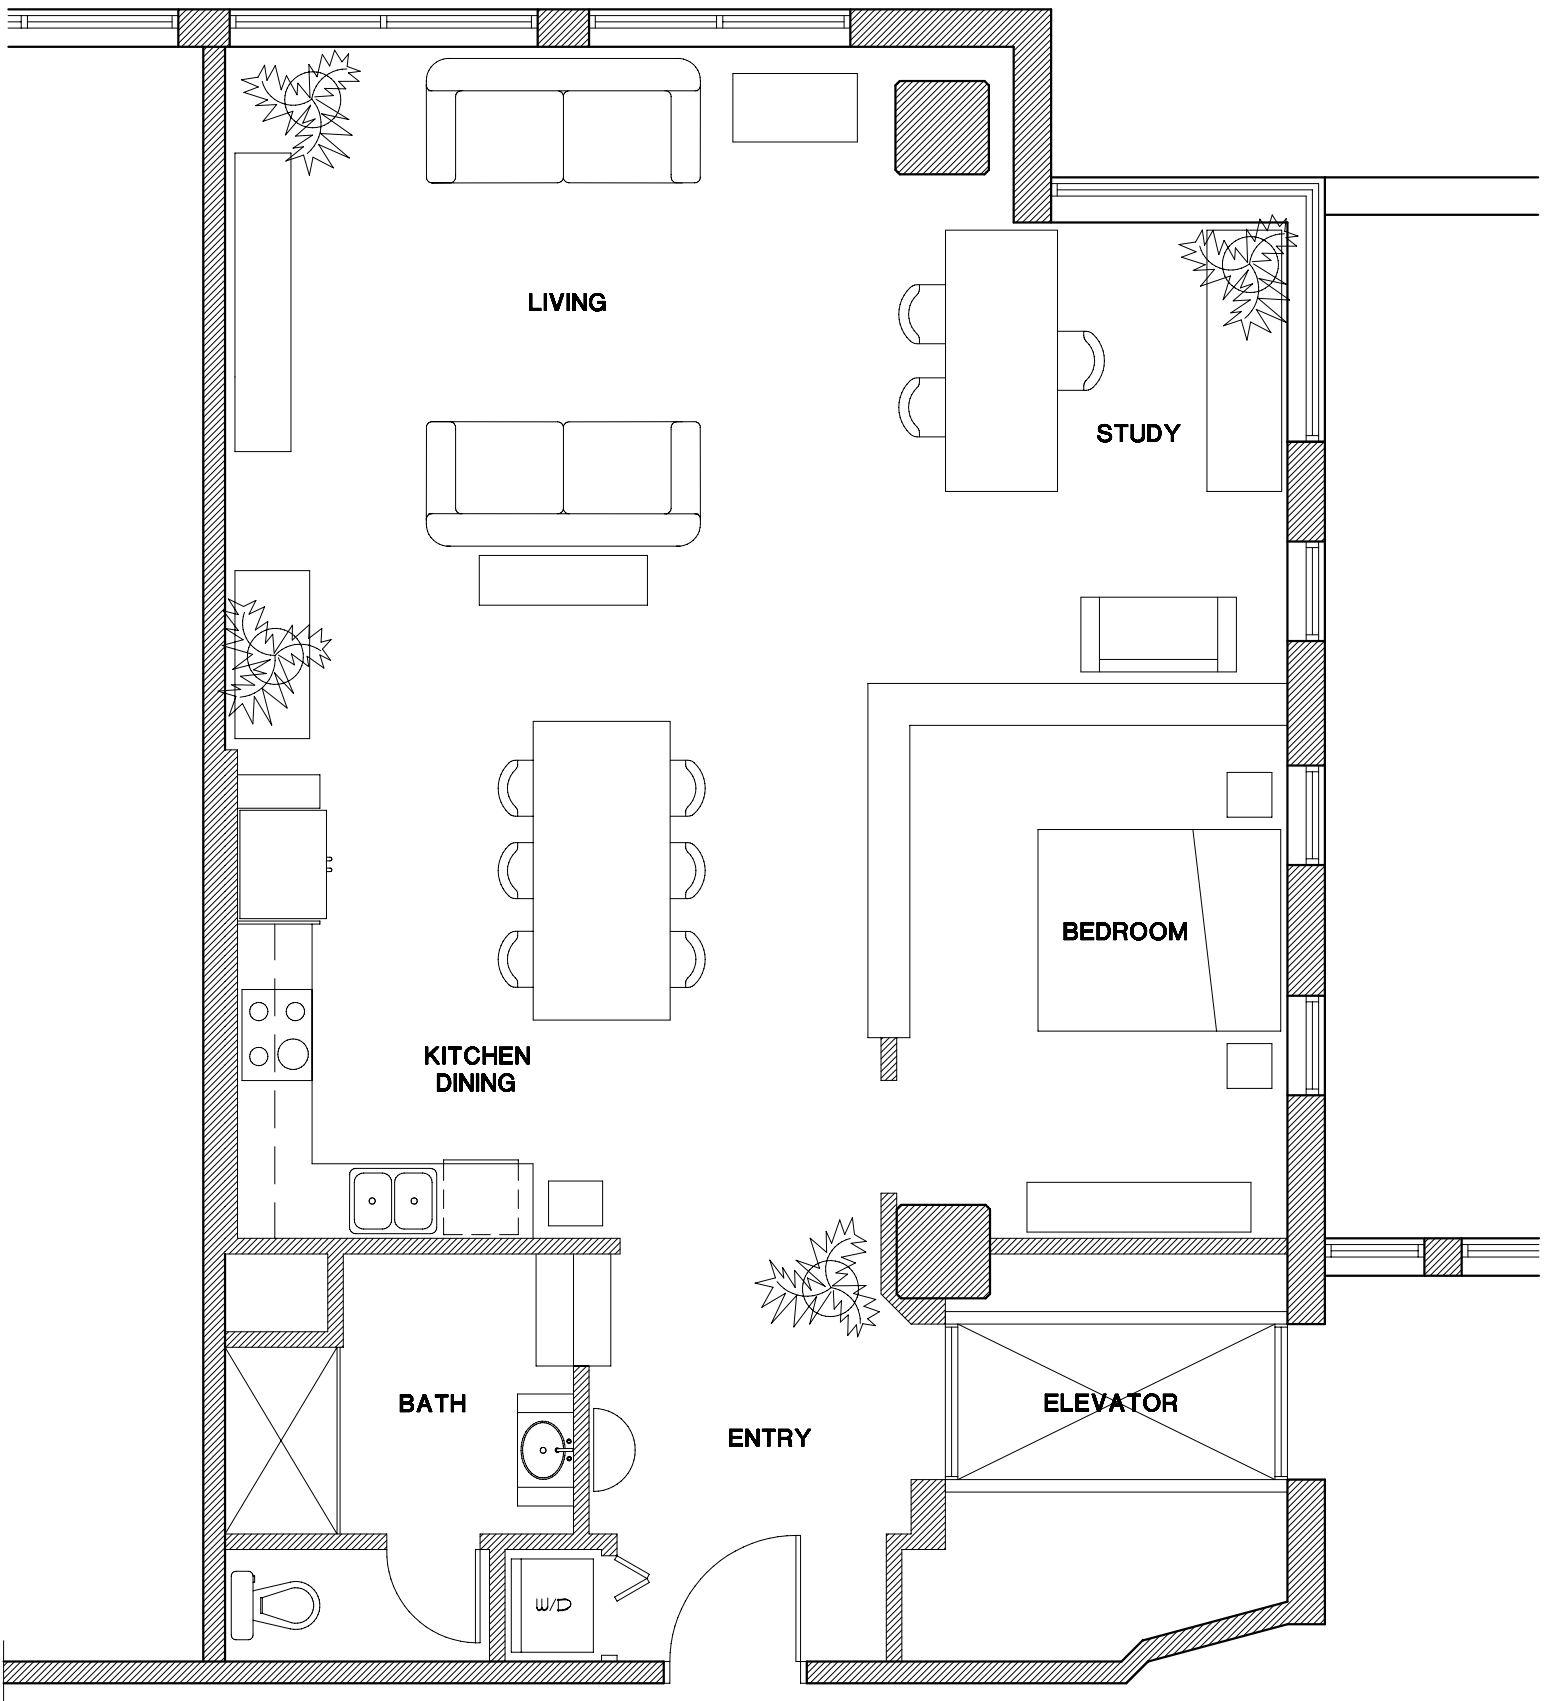 LIVING
STUDY
BEDROOM
KITCHEN
DINING
BATH
ELEVATOR
ENTRY
W/D